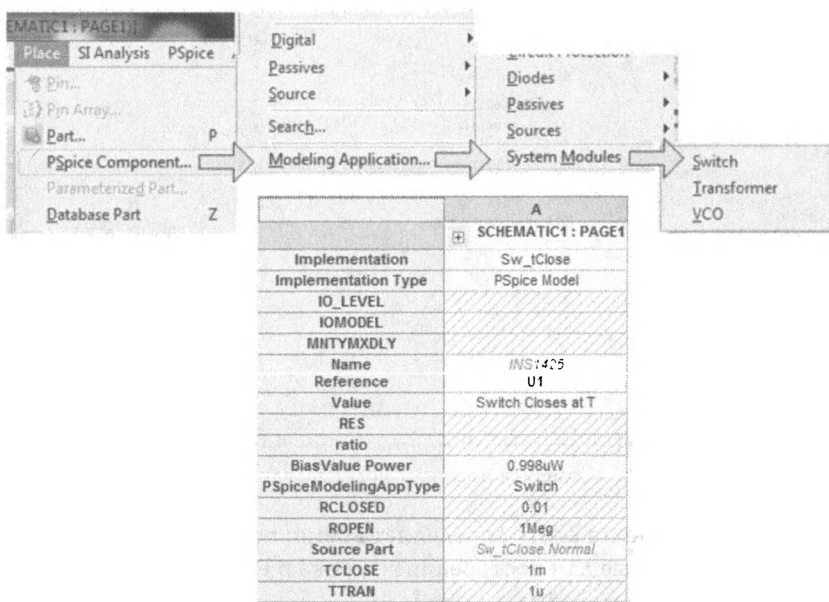 EMATIC1 : PAGE1)]
Place SI Analysis PSpice
Pin...
Pin Array...
Part... P
PSpice Component...
Parameterized Part...
Database Part Z
Digital
Passives
Source
Search...
Modeling Application...
Circuit Protection
Diodes
Passives
Sources
System Modules
Switch
Transformer
VCO
A
SCHEMATIC1 : PAGE1
Implementation Sw_tClose
Implementation Type PSpice Model
IO_LEVEL
IOMODEL
MNTYMXDLY
Name INS1425
Reference U1
Value Switch Closes at T
RES
ratio
BiasValue Power 0.998uW
PSpiceModelingAppType Switch
RCLOSED 0.01
ROPEN 1Meg
Source Part Sw_tClose.Normal
TCLOSE 1m
TTRAN 1u